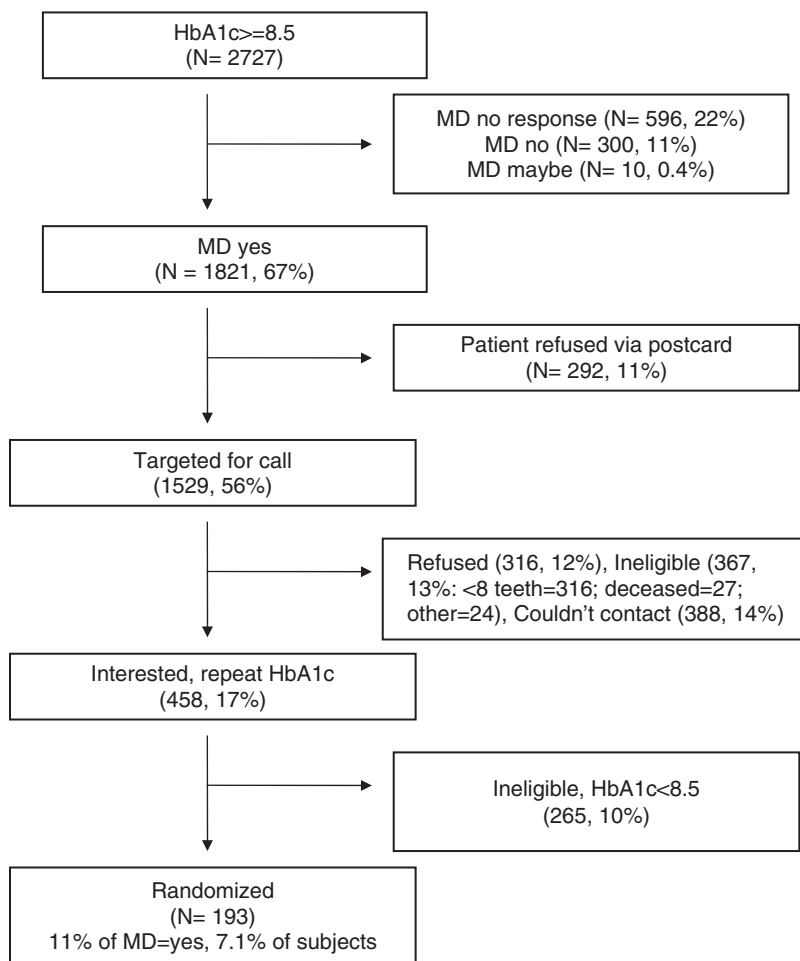 HbA1c>=8.5
(N= 2727)
MD no response (N= 596, 22%)
MD no (N= 300, 11%)
MD maybe (N= 10, 0.4%)
MD yes
(N = 1821, 67%)
Patient refused via postcard
(N= 292, 11%)
Targeted for call
(1529, 56%)
Refused (316, 12%), Ineligible (367,
13%: <8 teeth=316; deceased=27;
other=24), Couldn't contact (388, 14%)
Interested, repeat HbA1c
(458, 17%)
Ineligible, HbA1c<8.5
(265, 10%)
Randomized
(N= 193)
11% of MD=yes, 7.1% of subjects